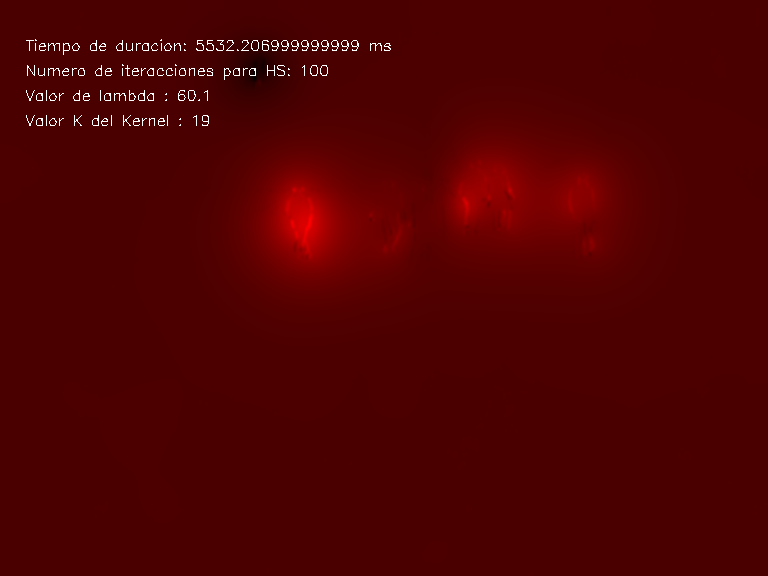 Tiempo de duracion: 5532.206999999999 ms
Numero de iteracciones para HS: 100
Valor de lambda : 60.1
Valor K del Kernel : 19